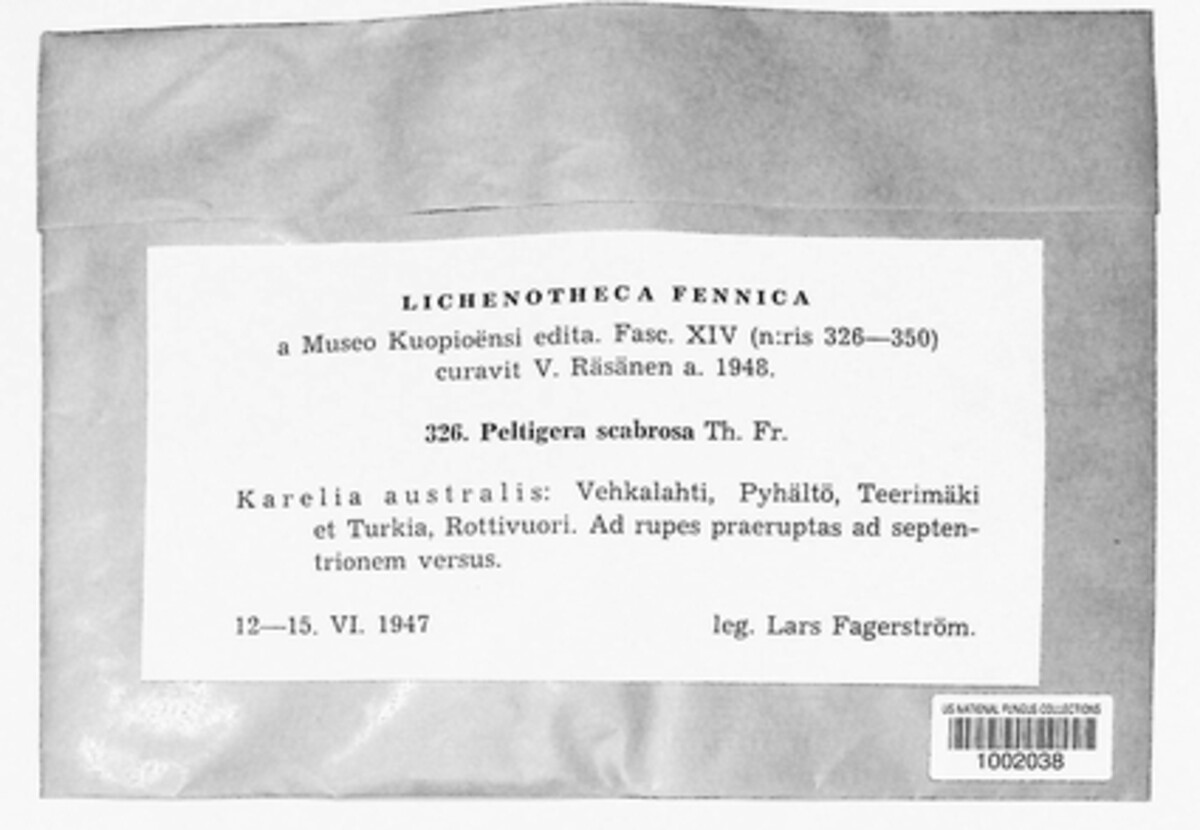 LICHENOTHECA FENNICA
a Museo Kuopioënsi edita. Fasc. XIV (n:ris 326—350)
curavit V. Räsänen a. 1948.
326. Peltigera scabrosa Th. Fr.
Karelia australis: Vehkalahti, Pyhältö, Teerimäki
et Turkia, Rottivuori. Ad rupes praeruptas ad septen-
trionem versus.
12—15. VI. 1947 leg. Lars Fagerström.
US NATIONAL FUNGUS COLLECTIONS
1002038